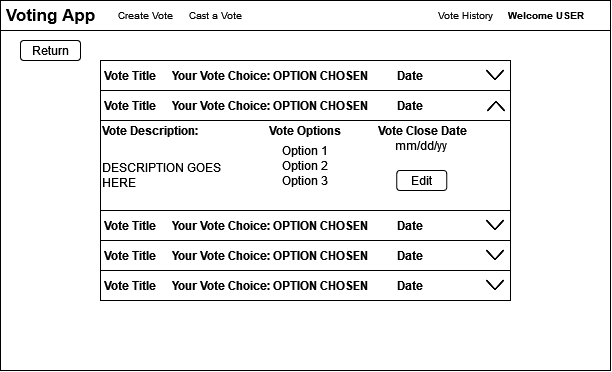 Voting App Create Vote Cast a Vote Vote History Welcome USER
Return
Vote Title Your Vote Choice: OPTION CHOSEN Date
Vote Title Your Vote Choice: OPTION CHOSEN Date
Vote Description: Vote Options Vote Close Date
Option 1 mm/dd/yy
DESCRIPTION GOES Option 2
HERE Option 3 Edit
Vote Title Your Vote Choice: OPTION CHOSEN Date
Vote Title Your Vote Choice: OPTION CHOSEN Date
Vote Title Your Vote Choice: OPTION CHOSEN Date